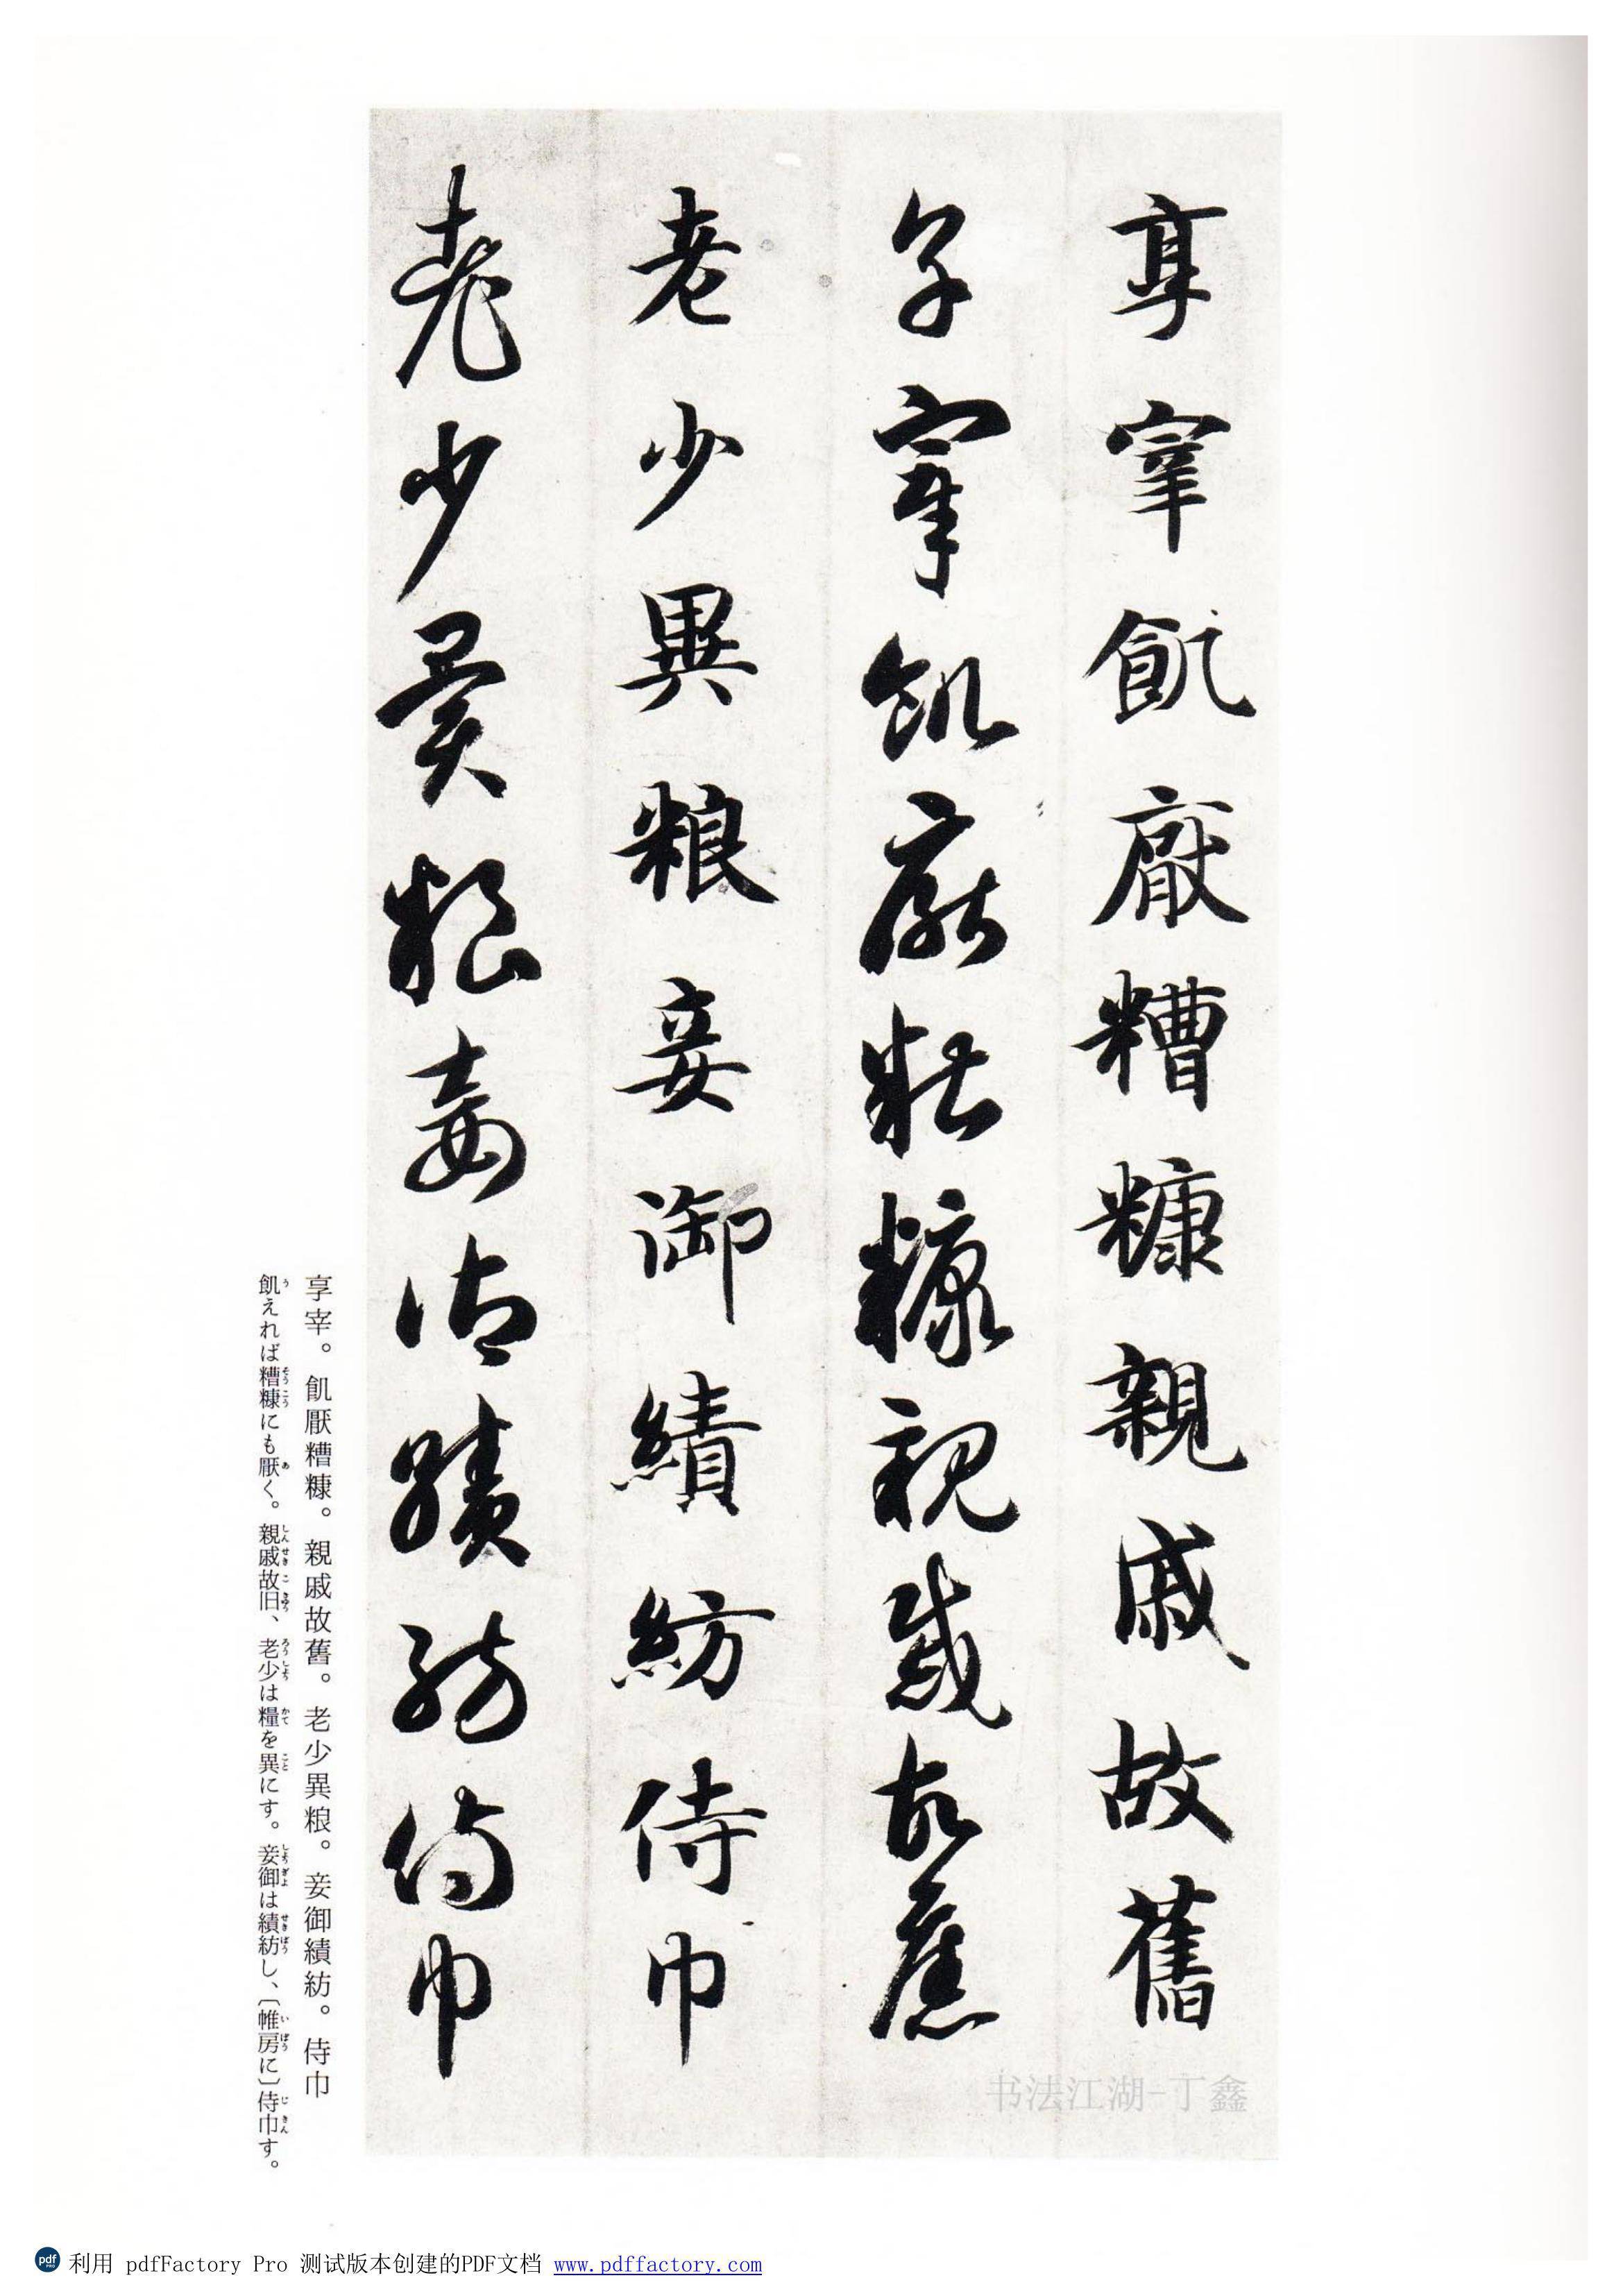 享宰飢厭糟糠親戚故舊
享宰飢厭糟糠親戚故舊
老少異粮妾御績紡侍巾
老少異粮妾御績紡侍巾
享宰。飢厭糟糠。親戚故舊。老少異粮。妾御績紡。侍巾
飢えれば糟糠にも厭く。親戚故旧、老少は糧を異にす。妾御は績紡し、〔帷房に〕侍巾す。
书法江湖-丁鑫
利用 pdfFactory Pro 测试版本创建的PDF文档 www.pdffactory.com